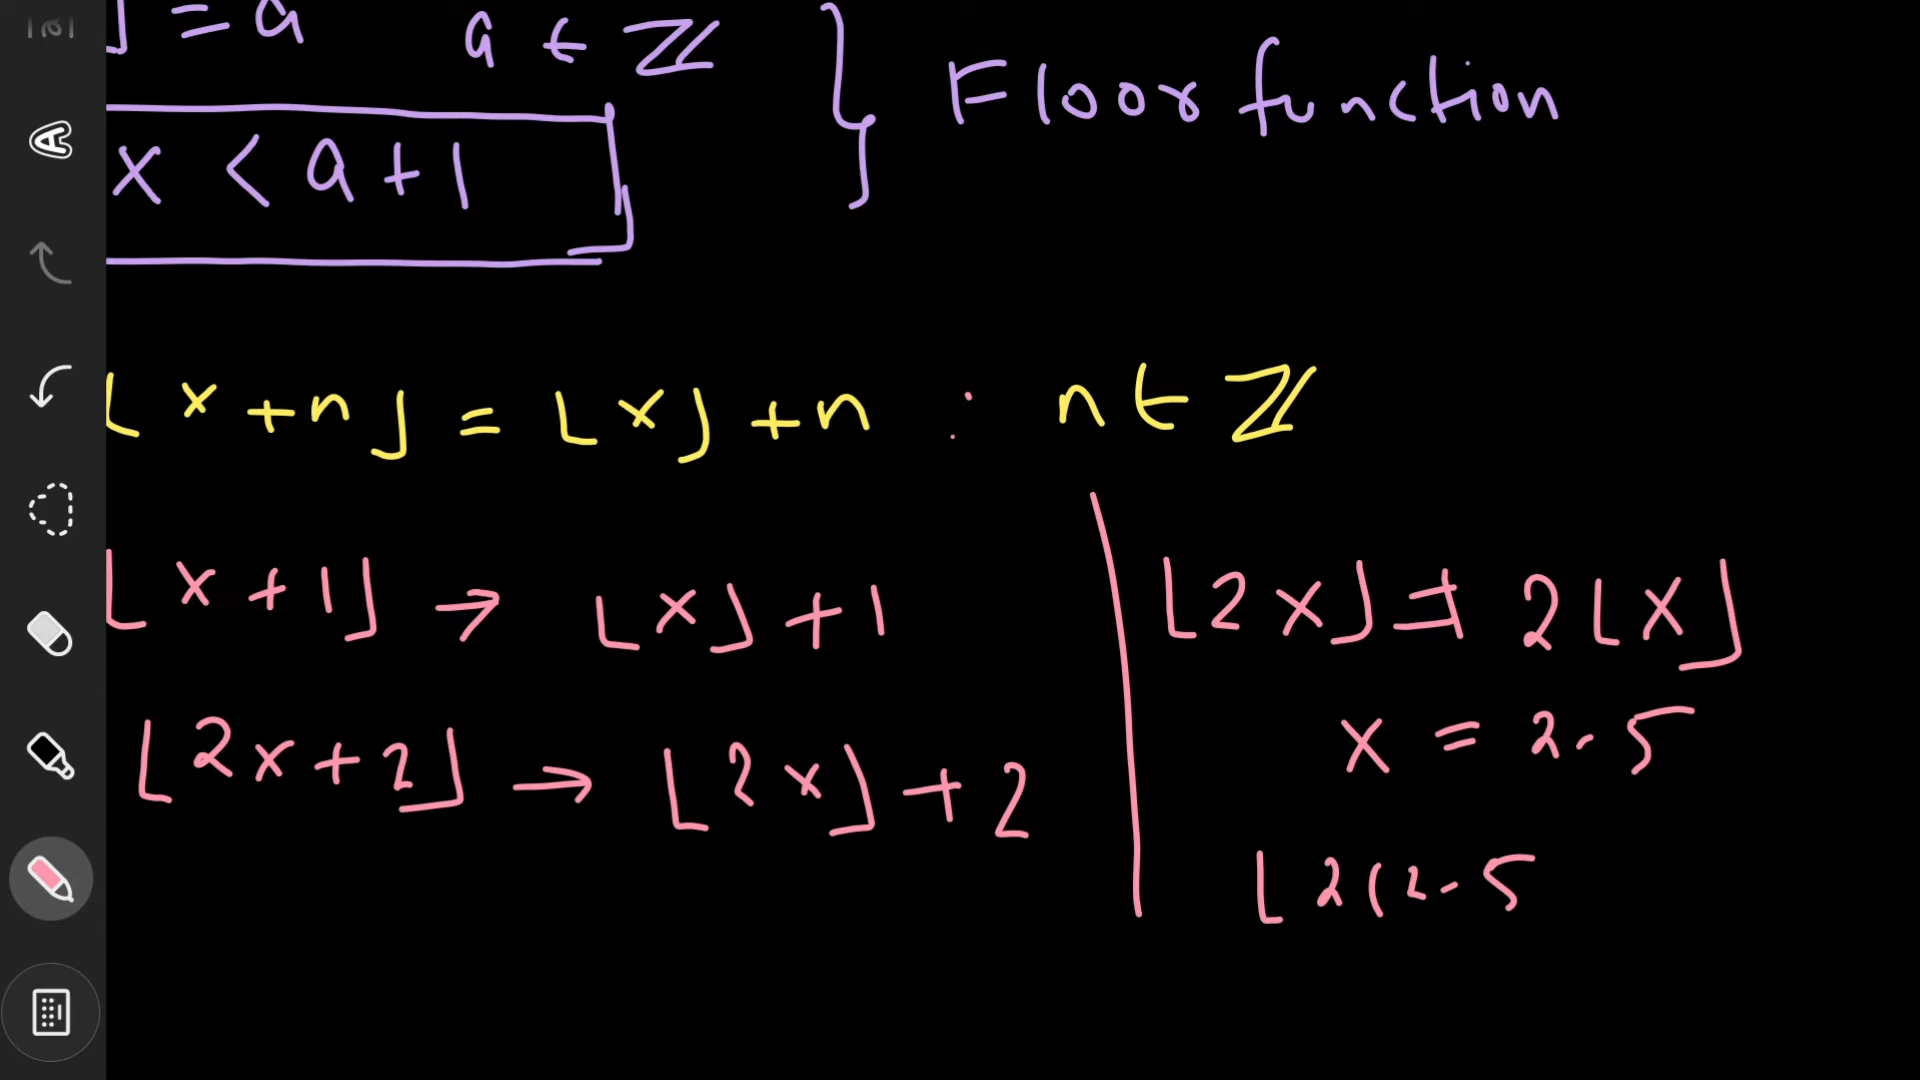 ⌋ = a a ∈ ℤ } Floor function
x < a + 1
⌊x + n⌋ = ⌊x⌋ + n : n ∈ ℤ
⌊x + 1⌋ → ⌊x⌋ + 1
⌊2x + 2⌋ → ⌊2x⌋ + 2
⌊2x⌋ ≠ 2⌊x⌋
x = 2.5
⌊2(2.5